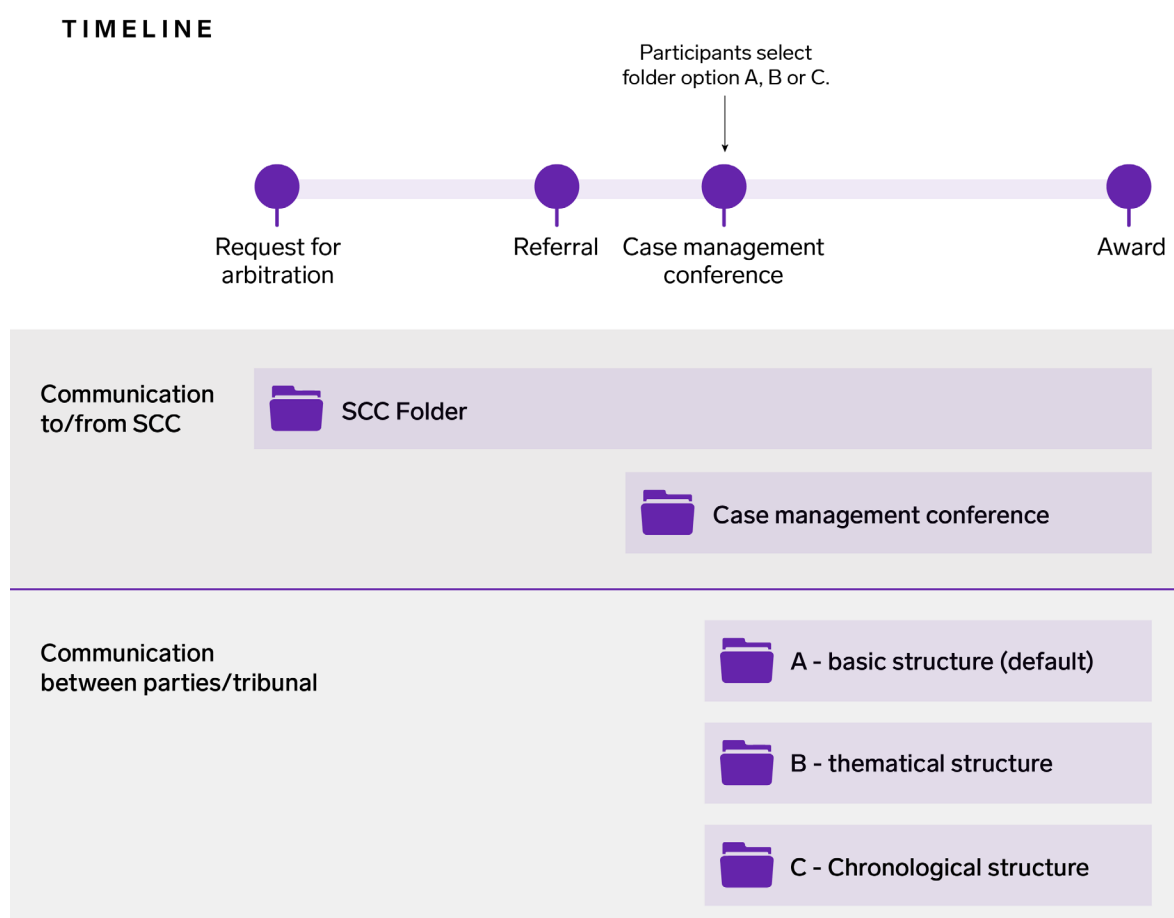 TIMELINE
Participants select
folder option A, B or C.
Request for
arbitration
Referral
Case management
conference
Award
Communication
to/from SCC
SCC Folder
Case management conference
Communication
between parties/tribunal
A - basic structure (default)
B - thematical structure
C - Chronological structure